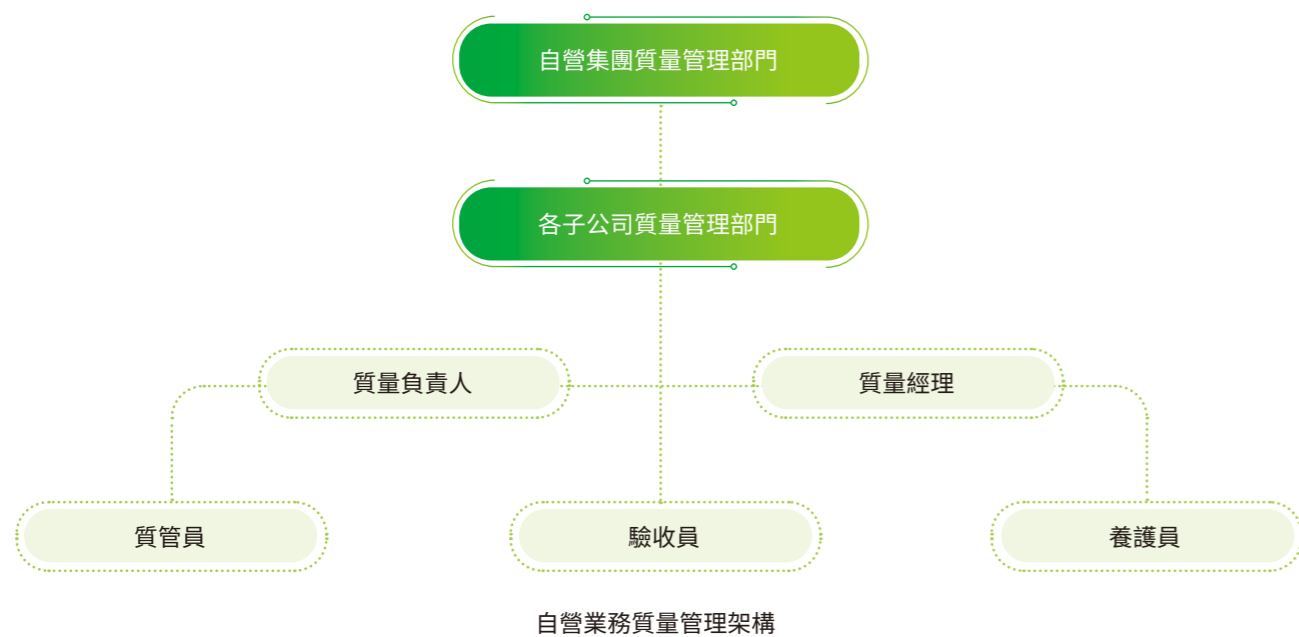 自營集團質量管理部門
各子公司質量管理部門
質量負責人
質量經理
質管員
驗收員
養護員
自營業務質量管理架構